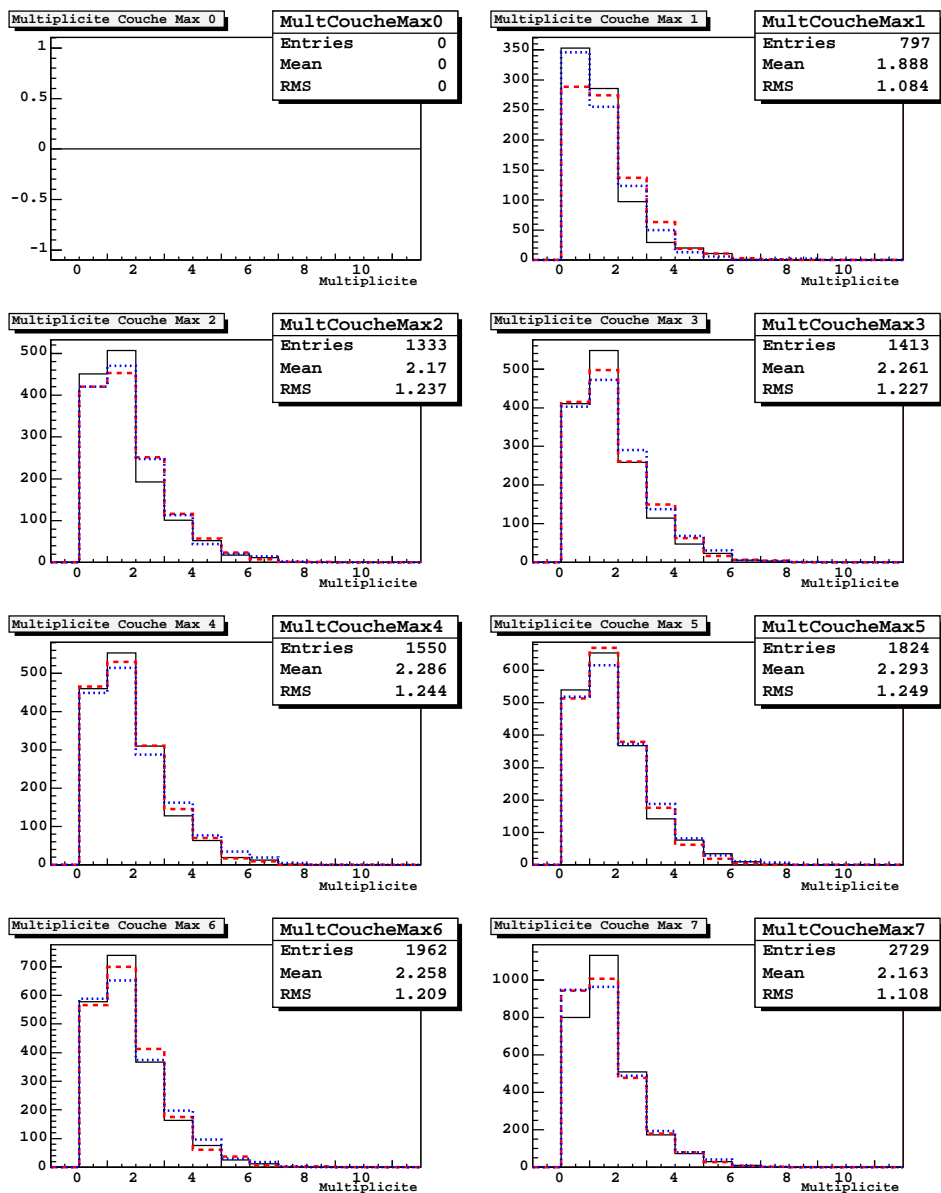 Multiplicite Couche Max 0
MultCoucheMax0
Entries 0
Mean 0
RMS 0
1
0.5
0
-0.5
-1
0 2 4 6 8 10
Multiplicite
Multiplicite Couche Max 1
MultCoucheMax1
Entries 797
Mean 1.888
RMS 1.084
350
300
250
200
150
100
50
0
0 2 4 6 8 10
Multiplicite
Multiplicite Couche Max 2
MultCoucheMax2
Entries 1333
Mean 2.17
RMS 1.237
500
400
300
200
100
0
0 2 4 6 8 10
Multiplicite
Multiplicite Couche Max 3
MultCoucheMax3
Entries 1413
Mean 2.261
RMS 1.227
500
400
300
200
100
0
0 2 4 6 8 10
Multiplicite
Multiplicite Couche Max 4
MultCoucheMax4
Entries 1550
Mean 2.286
RMS 1.244
500
400
300
200
100
0
0 2 4 6 8 10
Multiplicite
Multiplicite Couche Max 5
MultCoucheMax5
Entries 1824
Mean 2.293
RMS 1.249
600
500
400
300
200
100
0
0 2 4 6 8 10
Multiplicite
Multiplicite Couche Max 6
MultCoucheMax6
Entries 1962
Mean 2.258
RMS 1.209
700
600
500
400
300
200
100
0
0 2 4 6 8 10
Multiplicite
Multiplicite Couche Max 7
MultCoucheMax7
Entries 2729
Mean 2.163
RMS 1.108
1000
800
600
400
200
0
0 2 4 6 8 10
Multiplicite